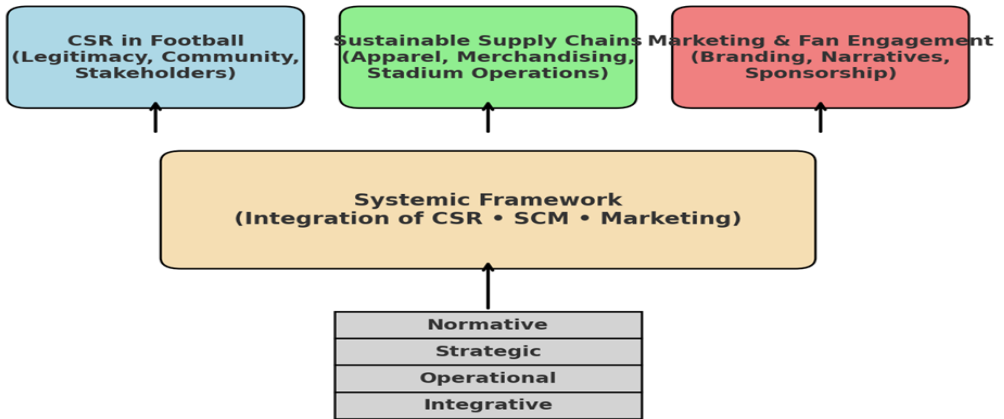 CSR in Football
(Legitimacy, Community,
Stakeholders)
Sustainable Supply Chains
(Apparel, Merchandising,
Stadium Operations)
Marketing & Fan Engagement
(Branding, Narratives,
Sponsorship)
Systemic Framework
(Integration of CSR • SCM • Marketing)
Normative
Strategic
Operational
Integrative